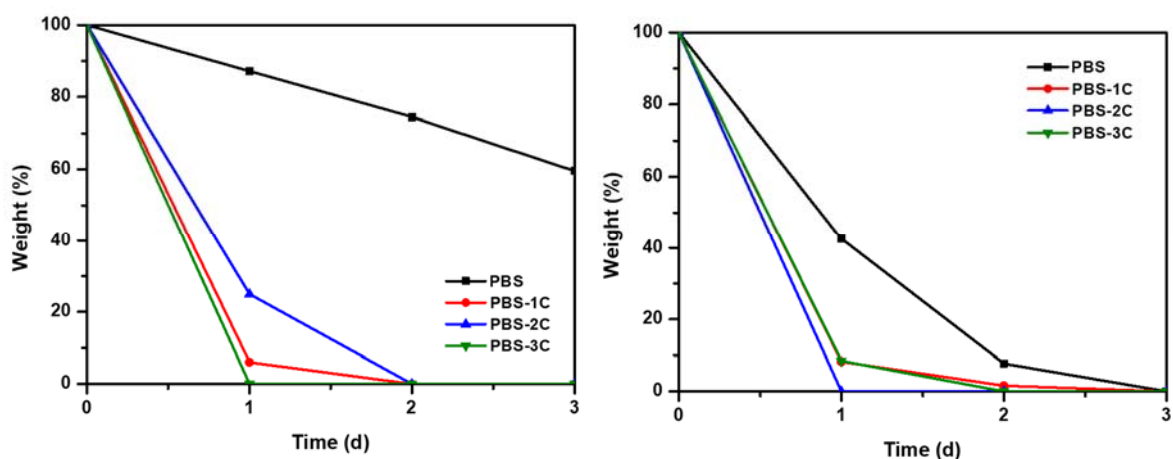 100
80
60
40
20
0
Weight (%)
PBS
PBS-1C
PBS-2C
PBS-3C
0 1 2 3
Time (d)
100
80
60
40
20
0
Weight (%)
PBS
PBS-1C
PBS-2C
PBS-3C
0 1 2 3
Time (d)